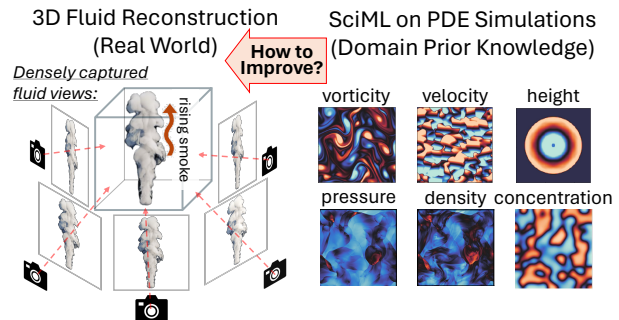 3D Fluid Reconstruction
(Real World)
How to
Improve?
SciML on PDE Simulations
(Domain Prior Knowledge)
Densely captured
fluid views:
rising smoke
vorticity
velocity
height
pressure
density
concentration